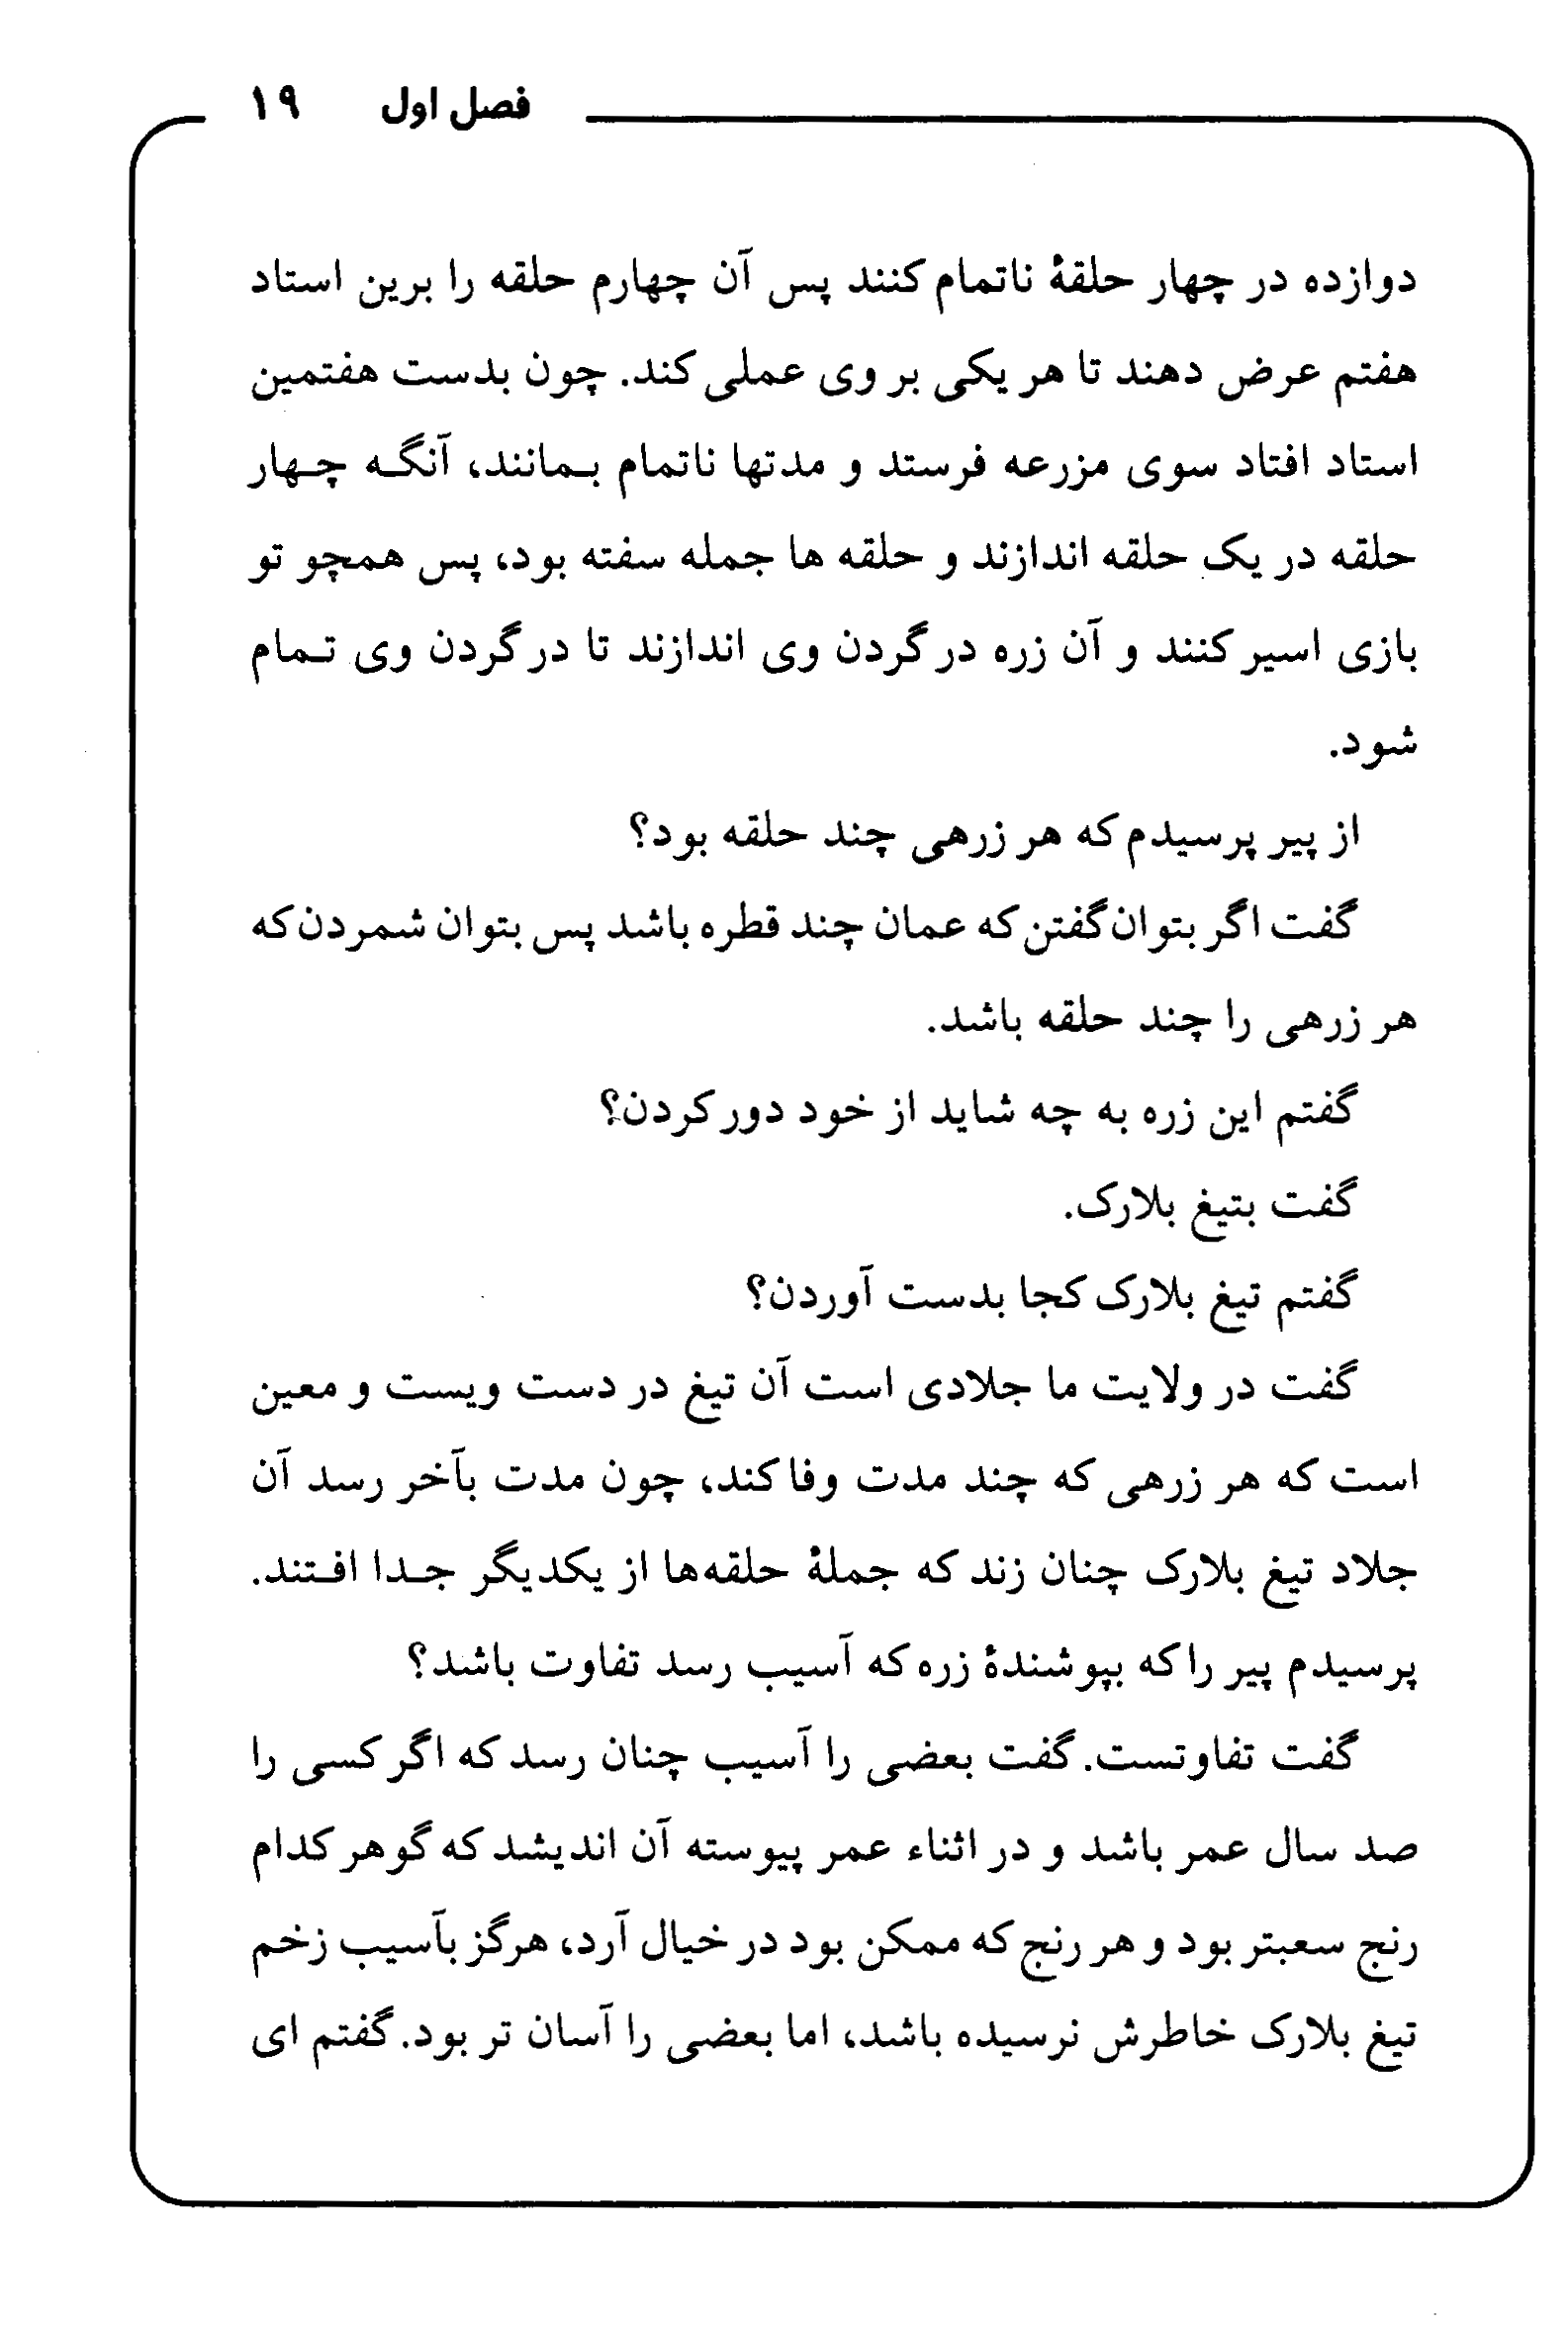 فصل اول ۱۹
دوازده در چهار حلقهٔ ناتمام کنند پس آن چهارم حلقه را برین استاد
هفتم عرض دهند تا هر یکی بر وی عملی کند. چون بدست هفتمین
استاد افتاد سوی مزرعه فرستد و مدتها ناتمام بـمانند، آنگـه چـهار
حلقه در یک حلقه اندازند و حلقه ها جمله سفته بود، پس همچو تو
بازی اسیر کنند و آن زره در گردن وی اندازند تا در گردن وی تـمام
شود.
از پیر پرسیدم که هر زرهی چند حلقه بود؟
گفت اگر بتوان گفتن که عمان چند قطره باشد پس بتوان شمردن که
هر زرهی را چند حلقه باشد.
گفتم این زره به چه شاید از خود دور کردن؟
گفت بتیغ بلارک.
گفتم تیغ بلارک کجا بدست آوردن؟
گفت در ولایت ما جلادی است آن تیغ در دست ویست و معین
است که هر زرهی که چند مدت وفا کند، چون مدت بآخر رسد آن
جلاد تیغ بلارک چنان زند که جملهٔ حلقه‌ها از یکدیگر جـدا افـتند.
پرسیدم پیر را که بپوشندهٔ زره که آسیب رسد تفاوت باشد؟
گفت تفاوتست. گفت بعضی را آسیب چنان رسد که اگر کسی را
صد سال عمر باشد و در اثناء عمر پیوسته آن اندیشد که گوهر کدام
رنج سعبتر بود و هر رنج که ممکن بود در خیال آرد، هرگز بآسیب زخم
تیغ بلارک خاطرش نرسیده باشد، اما بعضی را آسان تر بود. گفتم ای